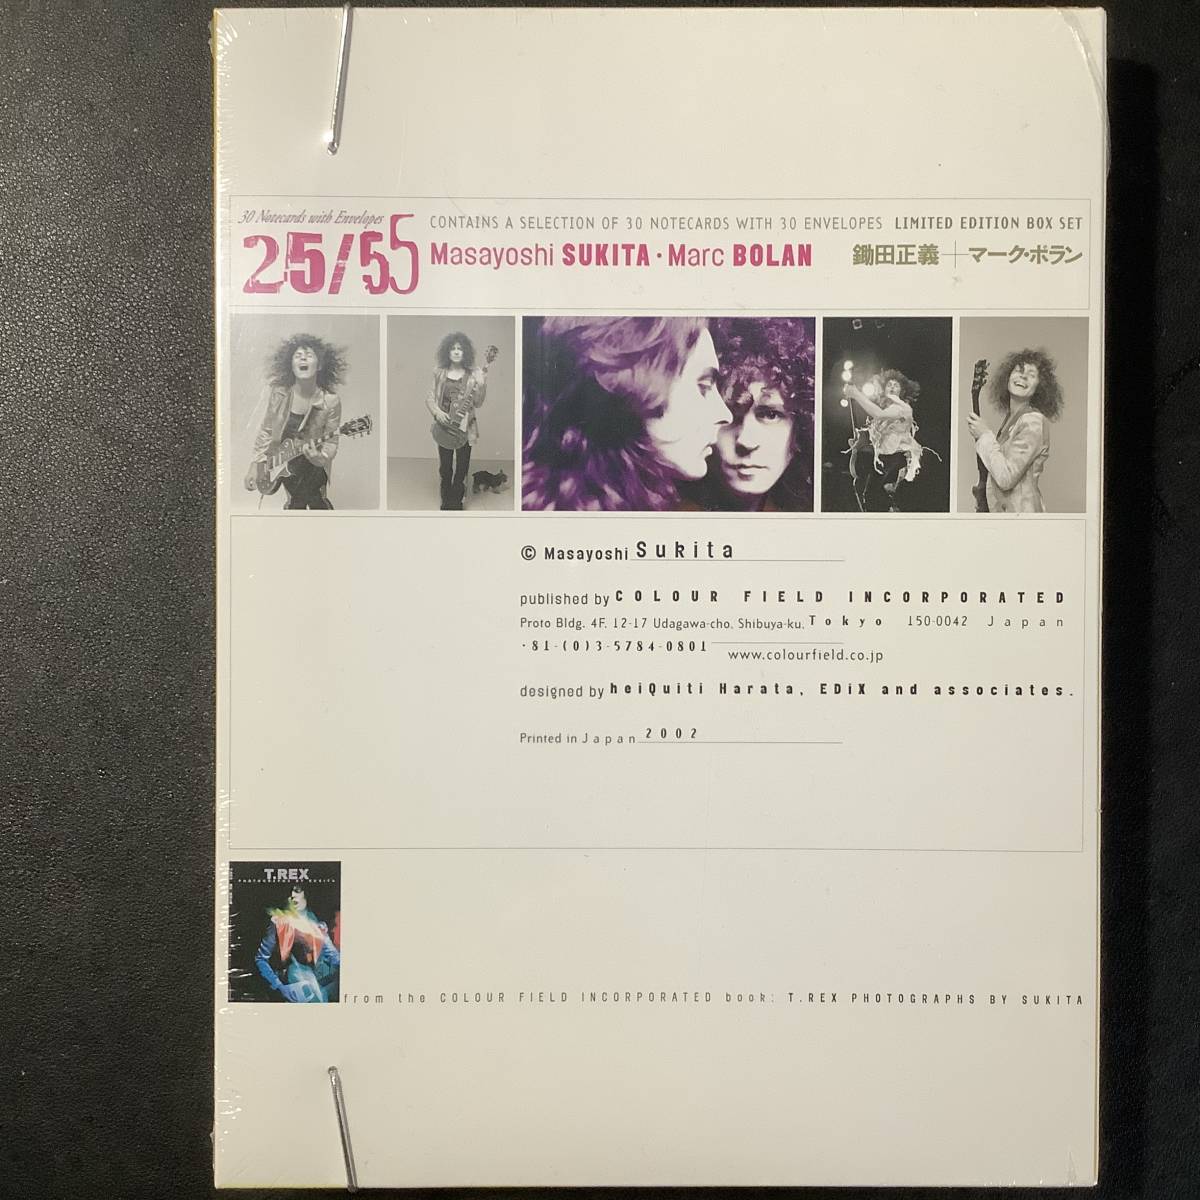 30 Notecards with Envelopes
25/55
CONTAINS A SELECTION OF 30 NOTECARDS WITH 30 ENVELOPES LIMITED EDITION BOX SET
Masayoshi SUKITA・Marc BOLAN 鋤田正義+マーク・ボラン
© Masayoshi Sukita
published by COLOUR FIELD INCORPORATED
Proto Bldg. 4F. 12-17 Udagawa-cho, Shibuya-ku, Tokyo 150-0042 Japan
・81-(0)3-5784-0801
www.colourfield.co.jp
designed by heiQuiti Harata, EDiX and associates.
Printed in Japan 2002
T.REX
PHOTOGRAPHS BY SUKITA
from the COLOUR FIELD INCORPORATED book: T.REX PHOTOGRAPHS BY SUKITA